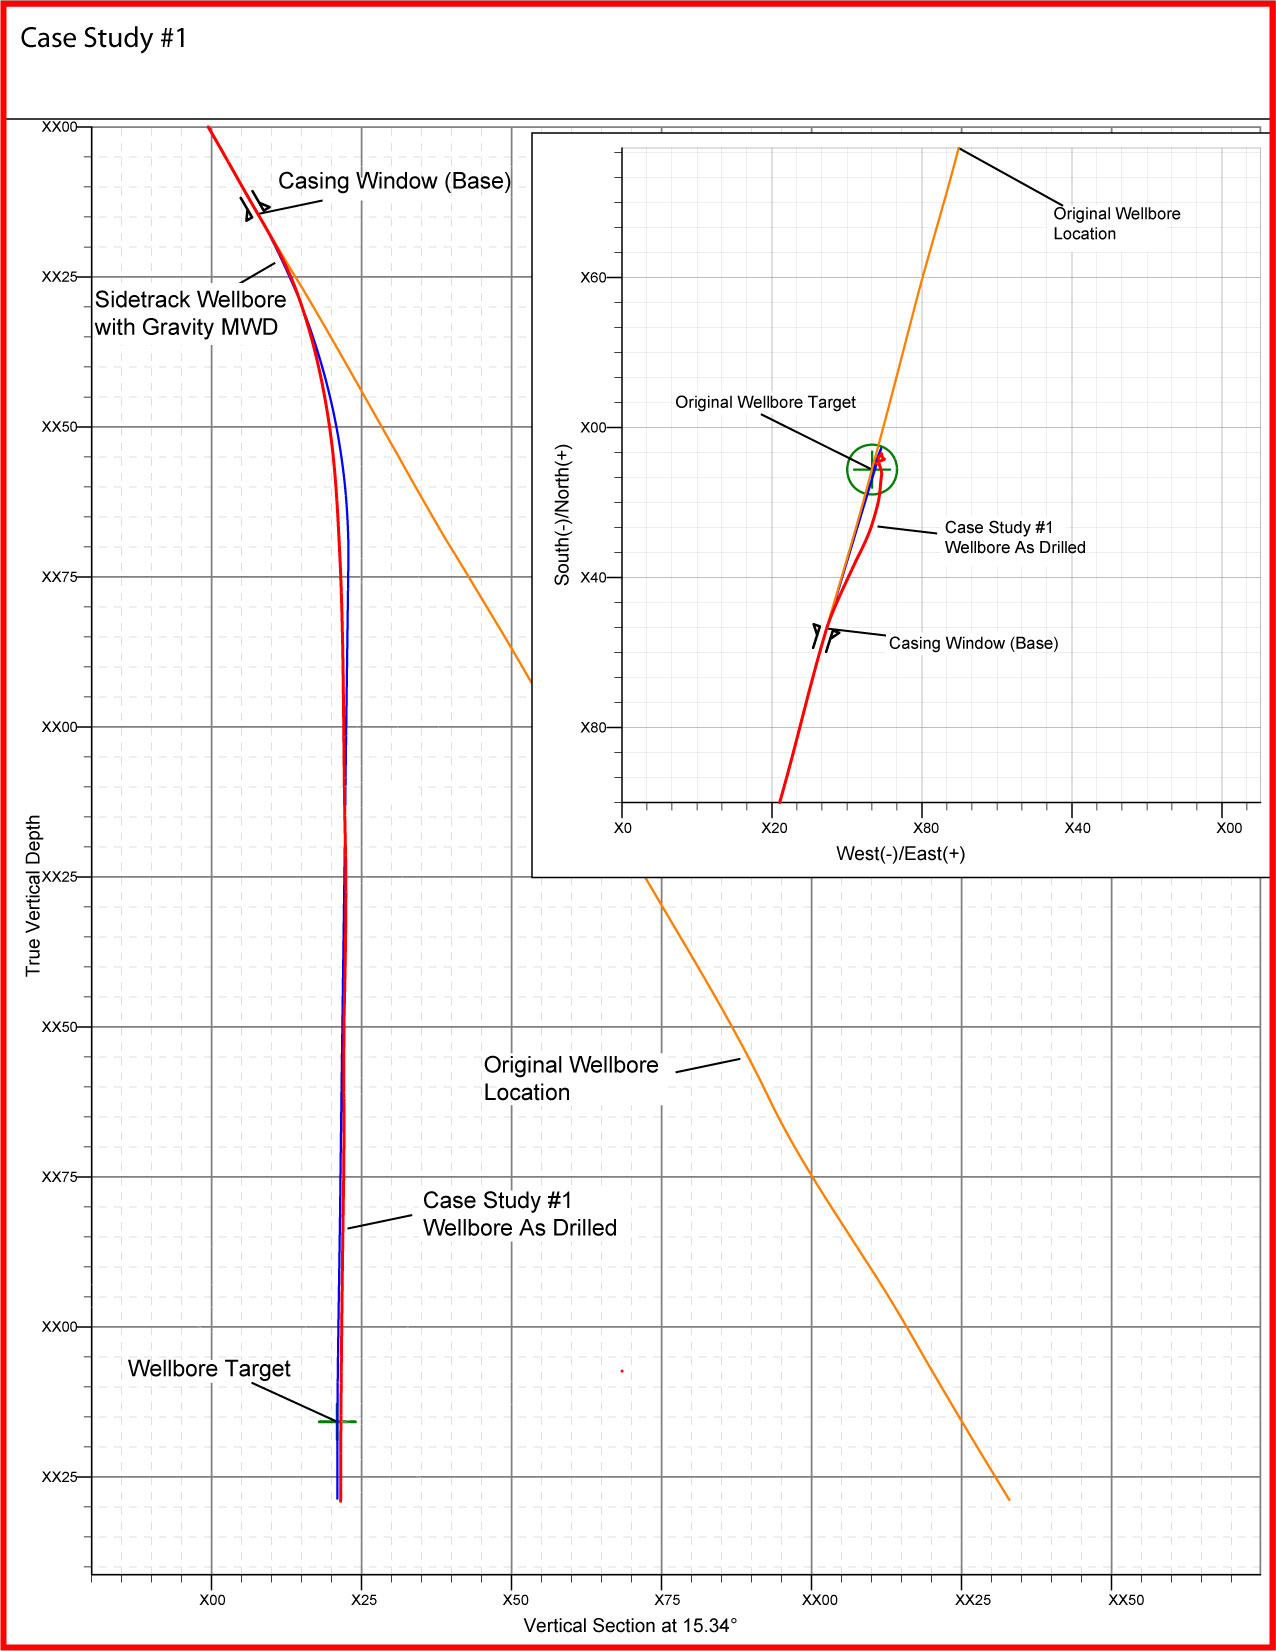 Case Study #1
XX00
Casing Window (Base)
XX25
Sidetrack Wellbore
with Gravity MWD
XX50
XX75
XX00
XX25
XX50
XX75
XX00
XX25
True Vertical Depth
Original Wellbore
Location
Case Study #1
Wellbore As Drilled
Wellbore Target
X00
X25
X50
X75
XX00
XX25
XX50
Vertical Section at 15.34°
Original Wellbore
Location
X60
Original Wellbore Target
X00
South(-)/North(+)
Case Study #1
Wellbore As Drilled
X40
Casing Window (Base)
X80
X0
X20
X80
X40
X00
West(-)/East(+)